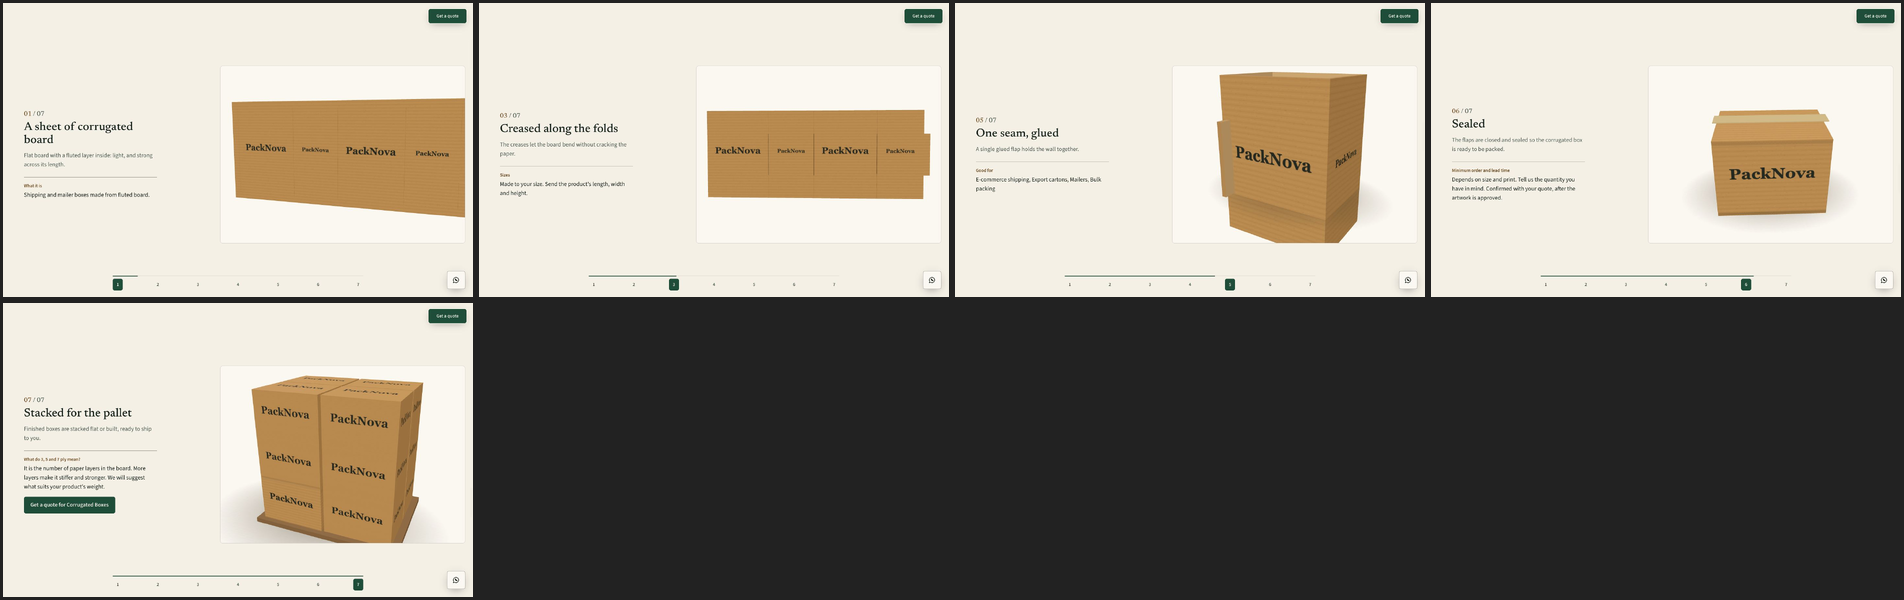 Get a quote
01 / 07
A sheet of corrugated
board
Flat board with a fluted layer inside: light, and strong
across its length.
What it is
Shipping and mailer boxes made from fluted board.
PackNova PackNova PackNova PackNova
1 2 3 4 5 6 7
Get a quote
03 / 07
Creased along the folds
The creases let the board bend without cracking the
paper.
Sizes
Made to your size. Send the product's length, width
and height.
PackNova PackNova PackNova PackNova
1 2 3 4 5 6 7
Get a quote
05 / 07
One seam, glued
A single glued flap holds the wall together.
Good for
E-commerce shipping, Export cartons, Mailers, Bulk
packing
PackNova PackNova
1 2 3 4 5 6 7
Get a quote
06 / 07
Sealed
The flaps are closed and sealed so the corrugated box
is ready to be packed.
Minimum order and lead time
Depends on size and print. Tell us the quantity you
have in mind. Confirmed with your quote, after the
artwork is approved.
PackNova
1 2 3 4 5 6 7
Get a quote
07 / 07
Stacked for the pallet
Finished boxes are stacked flat or built, ready to ship
to you.
What do 3, 5 and 7 ply mean?
It is the number of paper layers in the board. More
layers make it stiffer and stronger. We will suggest
what suits your product's weight.
Get a quote for Corrugated Boxes
PackNova PackNova
PackNova PackNova
PackNova PackNova
PackNova PackNova
PackNova PackNova
1 2 3 4 5 6 7